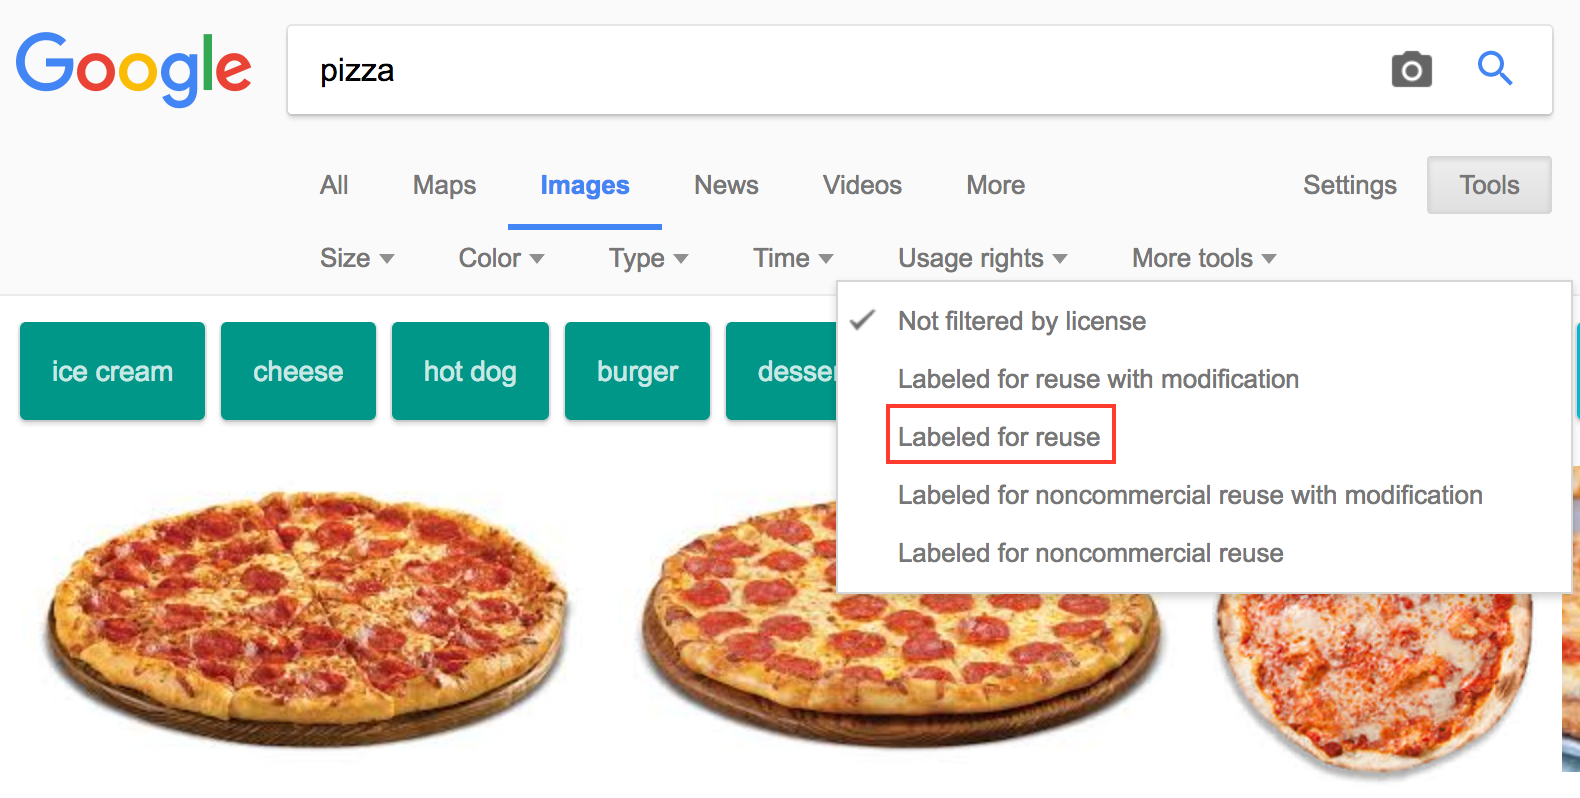 Google
pizza
All Maps Images News Videos More Settings Tools
Size Color Type Time Usage rights More tools
Not filtered by license
Labeled for reuse with modification
Labeled for reuse
Labeled for noncommercial reuse with modification
Labeled for noncommercial reuse
ice cream cheese hot dog burger desser